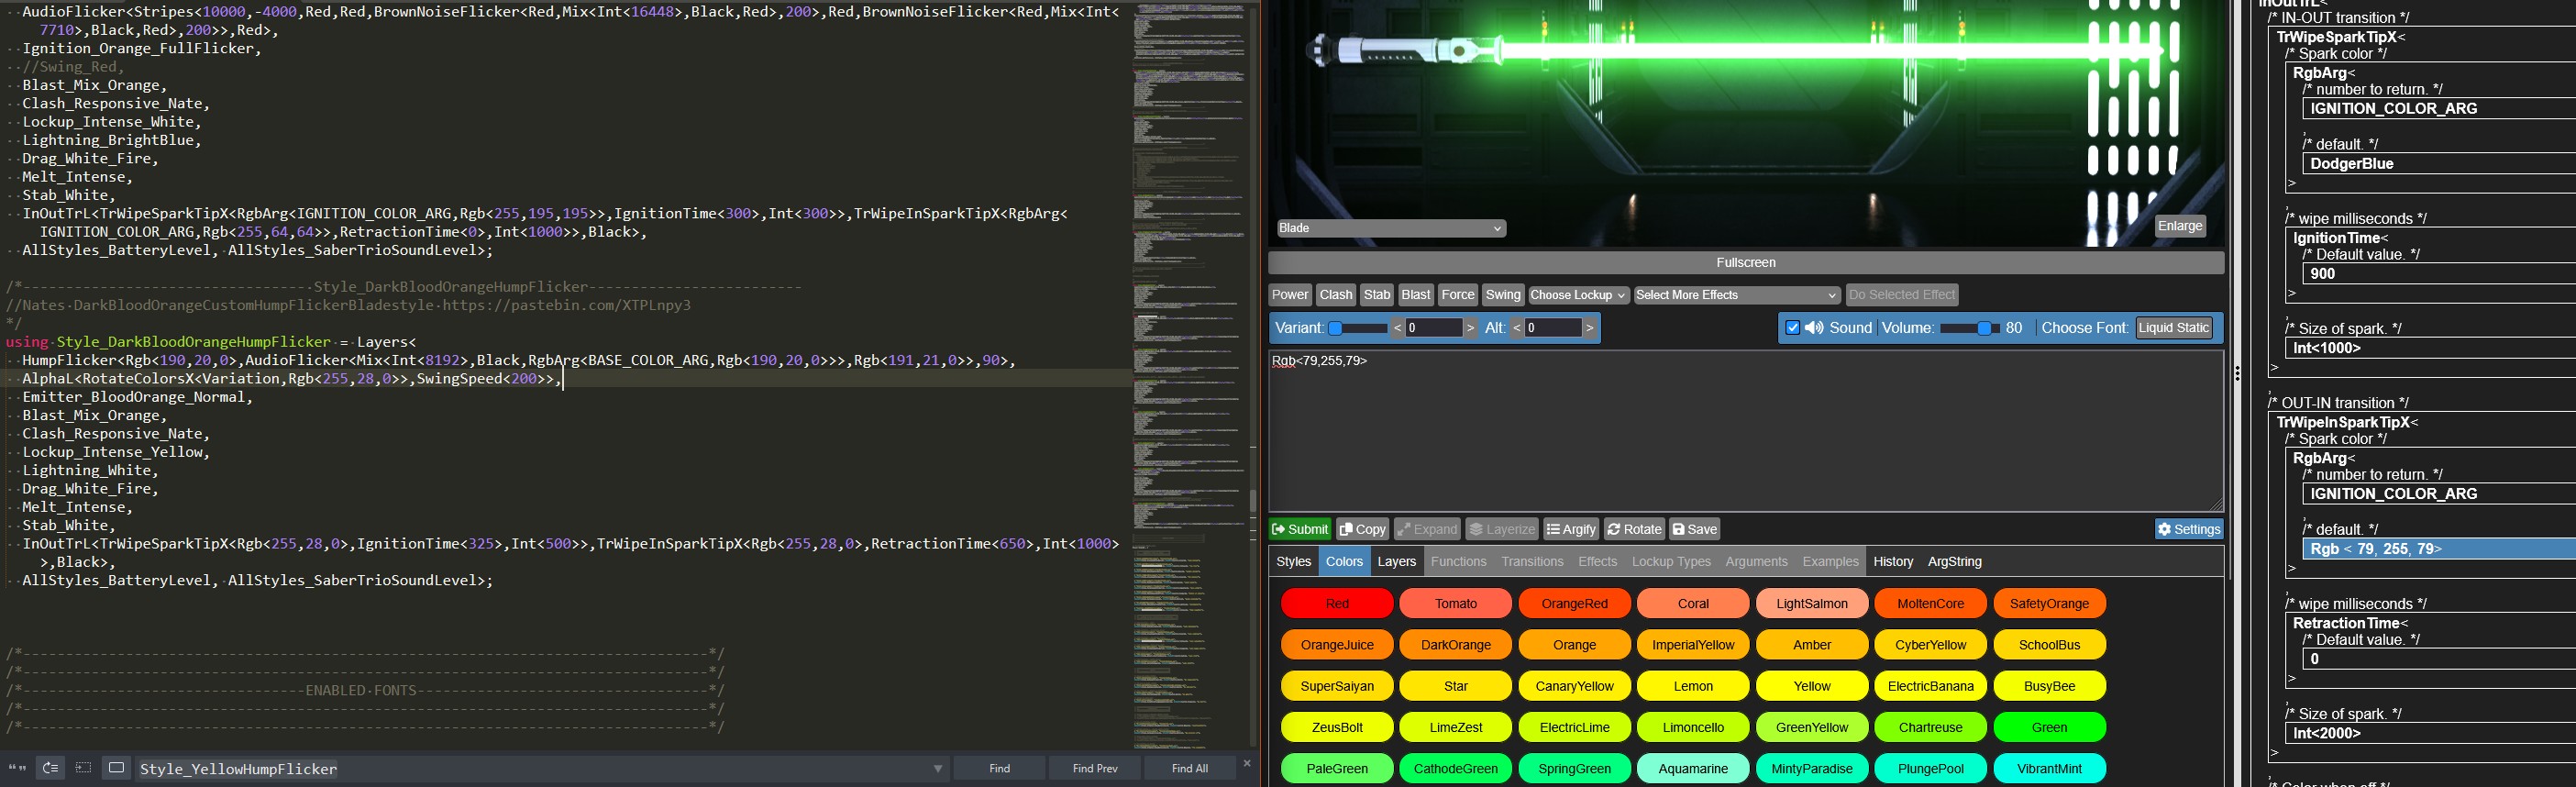 AudioFlicker<Stripes<10000,-4000,Red,Red,BrownNoiseFlicker<Red,Mix<Int<16448>,Black,Red>,200>,Red,BrownNoiseFlicker<Red,Mix<Int<
7710>,Black,Red>,200>>,Red>,
Ignition_Orange_FullFlicker,
//Swing_Red,
Blast_Mix_Orange,
Clash_Responsive_Nate,
Lockup_Intense_White,
Lightning_BrightBlue,
Drag_White_Fire,
Melt_Intense,
Stab_White,
InOutTrL<TrWipeSparkTipX<RgbArg<IGNITION_COLOR_ARG,Rgb<255,195,195>>,IgnitionTime<300>,Int<300>>,TrWipeInSparkTipX<RgbArg<
IGNITION_COLOR_ARG,Rgb<255,64,64>>,RetractionTime<0>,Int<1000>>,Black>,
AllStyles_BatteryLevel, AllStyles_SaberTrioSoundLevel>;
/*-------------------------------- Style_DarkBloodOrangeHumpFlicker------------------------
//Nates DarkBloodOrangeCustomHumpFlickerBladestyle https://pastebin.com/XTPLnpy3
*/
using Style_DarkBloodOrangeHumpFlicker = Layers<
HumpFlicker<Rgb<190,20,0>,AudioFlicker<Mix<Int<8192>,Black,RgbArg<BASE_COLOR_ARG,Rgb<190,20,0>>>,Rgb<191,21,0>>,90>,
AlphaL<RotateColorsX<Variation,Rgb<255,28,0>>,SwingSpeed<200>>,
Emitter_BloodOrange_Normal,
Blast_Mix_Orange,
Clash_Responsive_Nate,
Lockup_Intense_Yellow,
Lightning_White,
Drag_White_Fire,
Melt_Intense,
Stab_White,
InOutTrL<TrWipeSparkTipX<Rgb<255,28,0>,IgnitionTime<325>,Int<500>>,TrWipeInSparkTipX<Rgb<255,28,0>,RetractionTime<650>,Int<1000>
>,Black>,
AllStyles_BatteryLevel, AllStyles_SaberTrioSoundLevel>;
/*------------------------------------------------------------------------------*/
/*------------------------------------------------------------------------------*/
/*--------------------------------ENABLED FONTS---------------------------------*/
/*------------------------------------------------------------------------------*/
/*------------------------------------------------------------------------------*/
Style_YellowHumpFlicker
Find
Find Prev
Find All
Blade
Enlarge
Fullscreen
Power Clash Stab Blast Force Swing Choose Lockup Select More Effects Do Selected Effect
Variant: < 0 > Alt: < 0 > Sound Volume: 80 Choose Font: Liquid Static
Rgb<79,255,79>
Submit Copy Expand Layerize Argify Rotate Save Settings
Styles Colors Layers Functions Transitions Effects Lockup Types Arguments Examples History ArgString
Red Tomato OrangeRed Coral LightSalmon MoltenCore SafetyOrange
OrangeJuice DarkOrange Orange ImperialYellow Amber CyberYellow SchoolBus
SuperSaiyan Star CanaryYellow Lemon Yellow ElectricBanana BusyBee
ZeusBolt LimeZest ElectricLime Limoncello GreenYellow Chartreuse Green
PaleGreen CathodeGreen SpringGreen Aquamarine MintyParadise PlungePool VibrantMint
InOutTrL<
/* IN-OUT transition */
TrWipeSparkTipX<
/* Spark color */
RgbArg<
/* number to return. */
IGNITION_COLOR_ARG
,
/* default. */
DodgerBlue
>
,
/* wipe milliseconds */
IgnitionTime<
/* Default value. */
900
>
,
/* Size of spark. */
Int<1000>
>
,
/* OUT-IN transition */
TrWipeInSparkTipX<
/* Spark color */
RgbArg<
/* number to return. */
IGNITION_COLOR_ARG
,
/* default. */
Rgb < 79, 255, 79>
>
,
/* wipe milliseconds */
RetractionTime<
/* Default value. */
0
>
,
/* Size of spark. */
Int<2000>
>
,
/* Color when off */